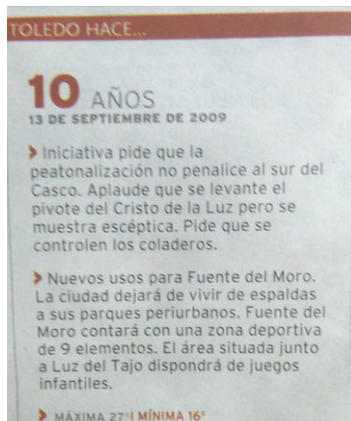 TOLEDO HACE...
10 AÑOS
13 DE SEPTIEMBRE DE 2009
> Iniciativa pide que la
peatonalización no penalice al sur del
Casco. Aplaude que se levante el
pivote del Cristo de la Luz pero se
muestra escéptica. Pide que se
controlen los coladeros.
> Nuevos usos para Fuente del Moro.
La ciudad dejará de vivir de espaldas
a sus parques periurbanos. Fuente del
Moro contará con una zona deportiva
de 9 elementos. El área situada junto
a Luz del Tajo dispondrá de juegos
infantiles.
> MÁXIMA 27º| MÍNIMA 16º